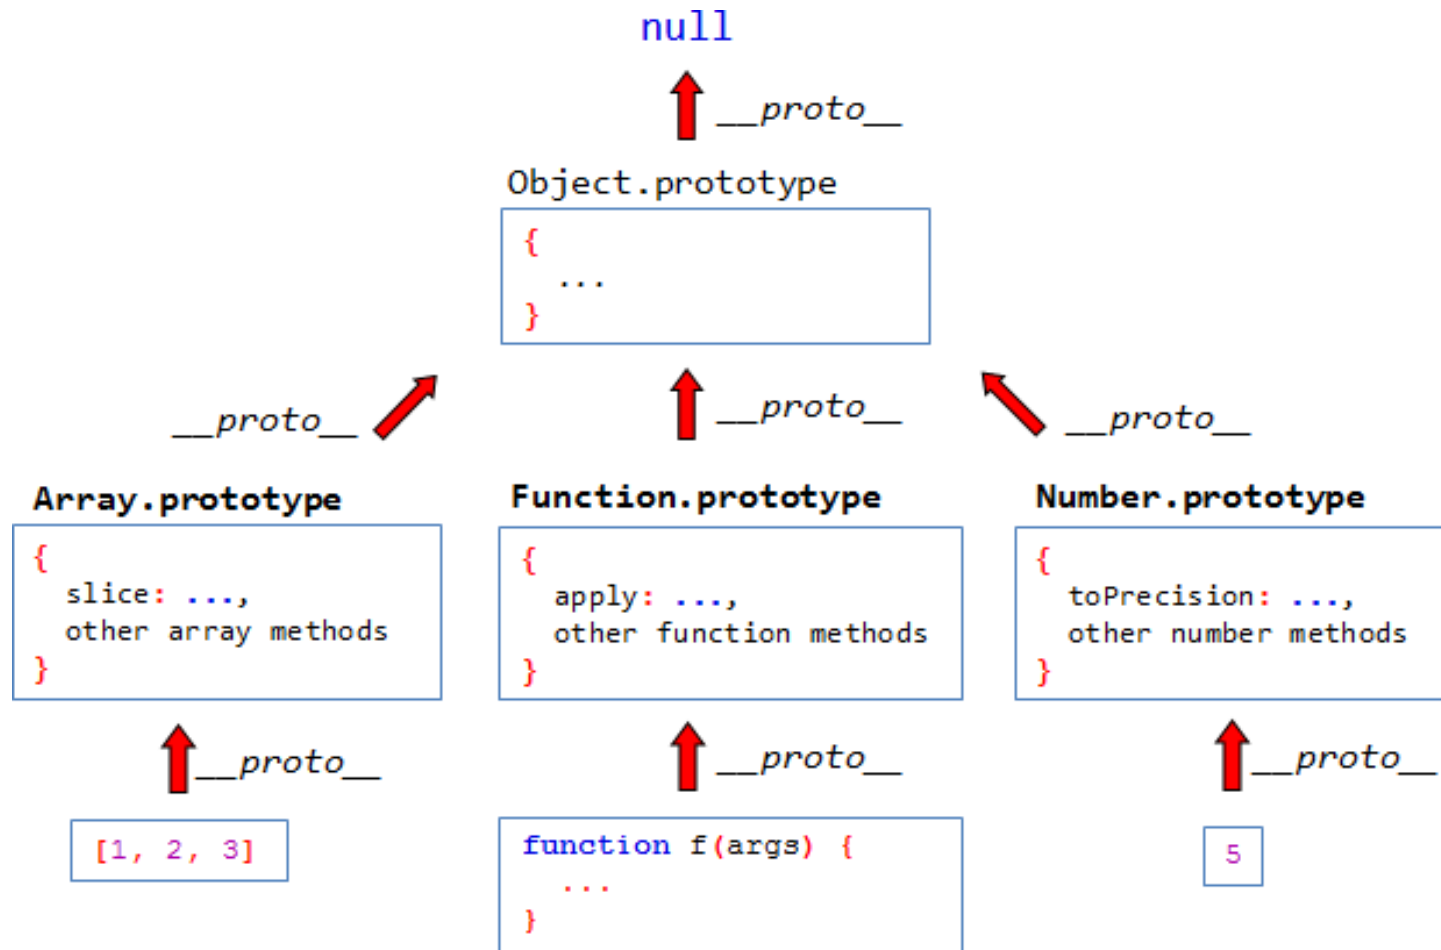 null
__proto__
Object.prototype
{
...
}
__proto__
__proto__
__proto__
Array.prototype
{
slice: ...,
other array methods
}
Function.prototype
{
apply: ...,
other function methods
}
Number.prototype
{
toPrecision: ...,
other number methods
}
__proto__
__proto__
__proto__
[1, 2, 3]
function f(args) {
...
}
5